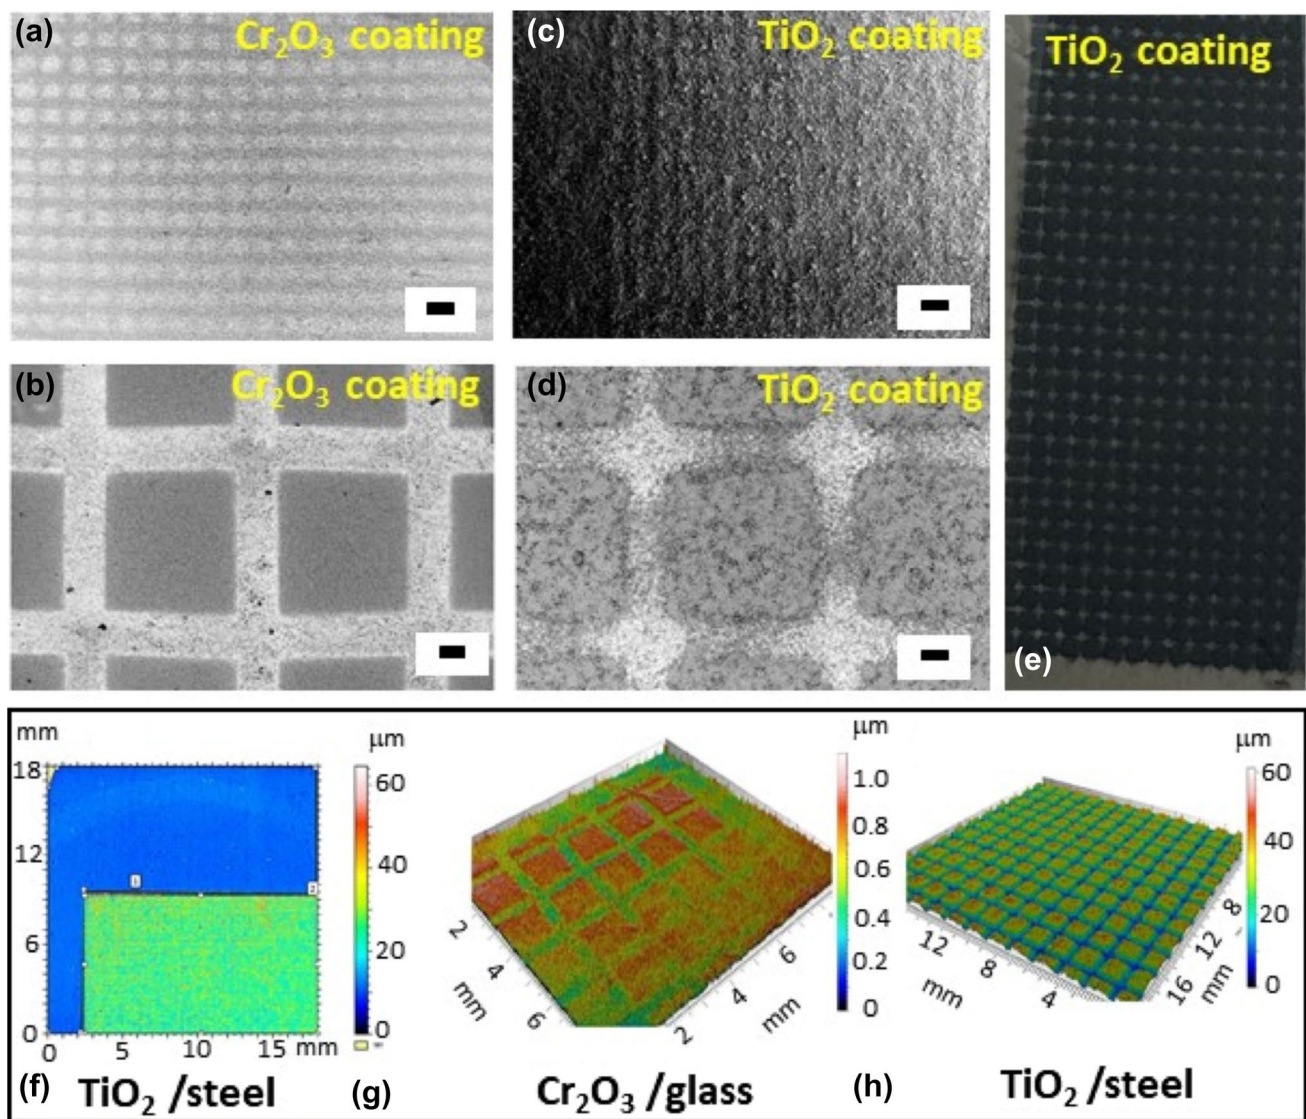 (a)
Cr₂O₃ coating
(c)
TiO₂ coating
TiO₂ coating
(e)
(b)
Cr₂O₃ coating
(d)
TiO₂ coating
mm
18
12
6
0
0
5
10
15
mm
μm
60
40
20
0
1
2
(f)
TiO₂ /steel
μm
1.0
0.8
0.6
0.4
0.2
0
2
4
6
mm
2
4
6
mm
(g)
Cr₂O₃ /glass
μm
60
40
20
0
12
8
4
mm
8
12
16
mm
(h)
TiO₂ /steel